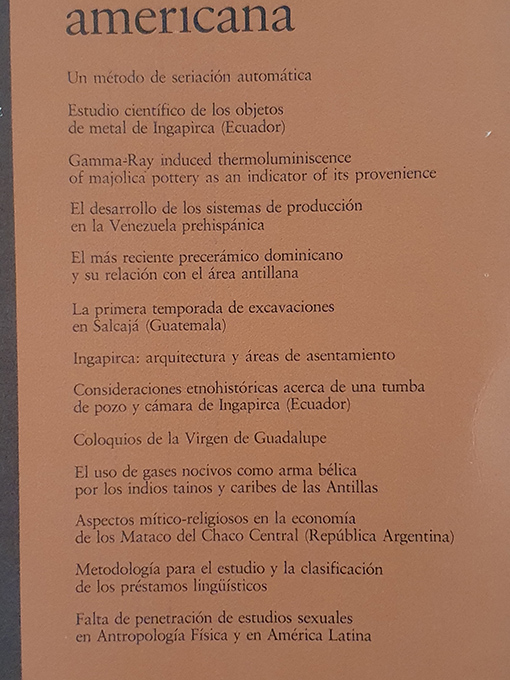 americana
Un método de seriación automática
Estudio científico de los objetos
de metal de Ingapirca (Ecuador)
Gamma-Ray induced thermoluminiscence
of majolica pottery as an indicator of its provenience
El desarrollo de los sistemas de producción
en la Venezuela prehispánica
El más reciente precerámico dominicano
y su relación con el área antillana
La primera temporada de excavaciones
en Salcajá (Guatemala)
Ingapirca: arquitectura y áreas de asentamiento
Consideraciones etnohistóricas acerca de una tumba
de pozo y cámara de Ingapirca (Ecuador)
Coloquios de la Virgen de Guadalupe
El uso de gases nocivos como arma bélica
por los indios tainos y caribes de las Antillas
Aspectos mítico-religiosos en la economía
de los Mataco del Chaco Central (República Argentina)
Metodología para el estudio y la clasificación
de los préstamos lingüísticos
Falta de penetración de estudios sexuales
en Antropología Física y en América Latina